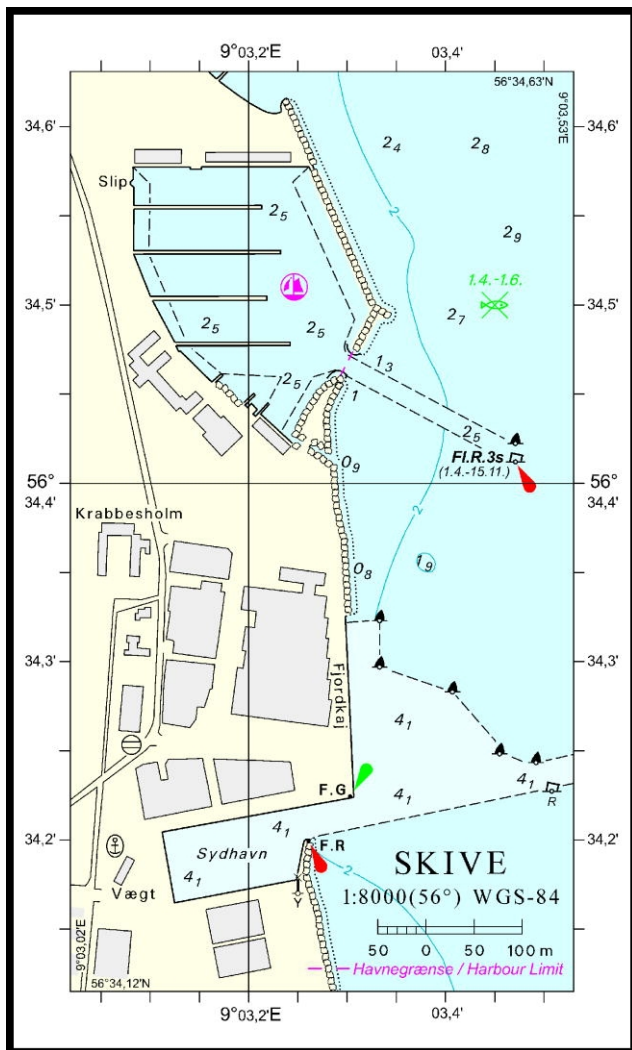 9°03,2'E
03,4'
56°34,63'N
9°03,53'E
34,6'
34,6'
2₄
2₈
Slip
2₅
2₉
1.4.-1.6.
34,5'
34,5'
2₇
2₅
2₅
1₃
2₅
1
2₅
Fl.R.3s
(1.4.-15.11.)
0₉
56°
34,4'
56°
34,4'
2
2
Krabbesholm
1₉
0₈
34,3'
34,3'
Fjordkaj
4₁
4₁
F.G
4₁
R
4₁
34,2'
34,2'
F.R
Sydhavn
2
4₁
SKIVE
1:8000(56°) WGS-84
Vægt
Y
50 0 50 100 m
9°03,02'E
Havnegrænse / Harbour Limit
56°34,12'N
9°03,2'E
03,4'